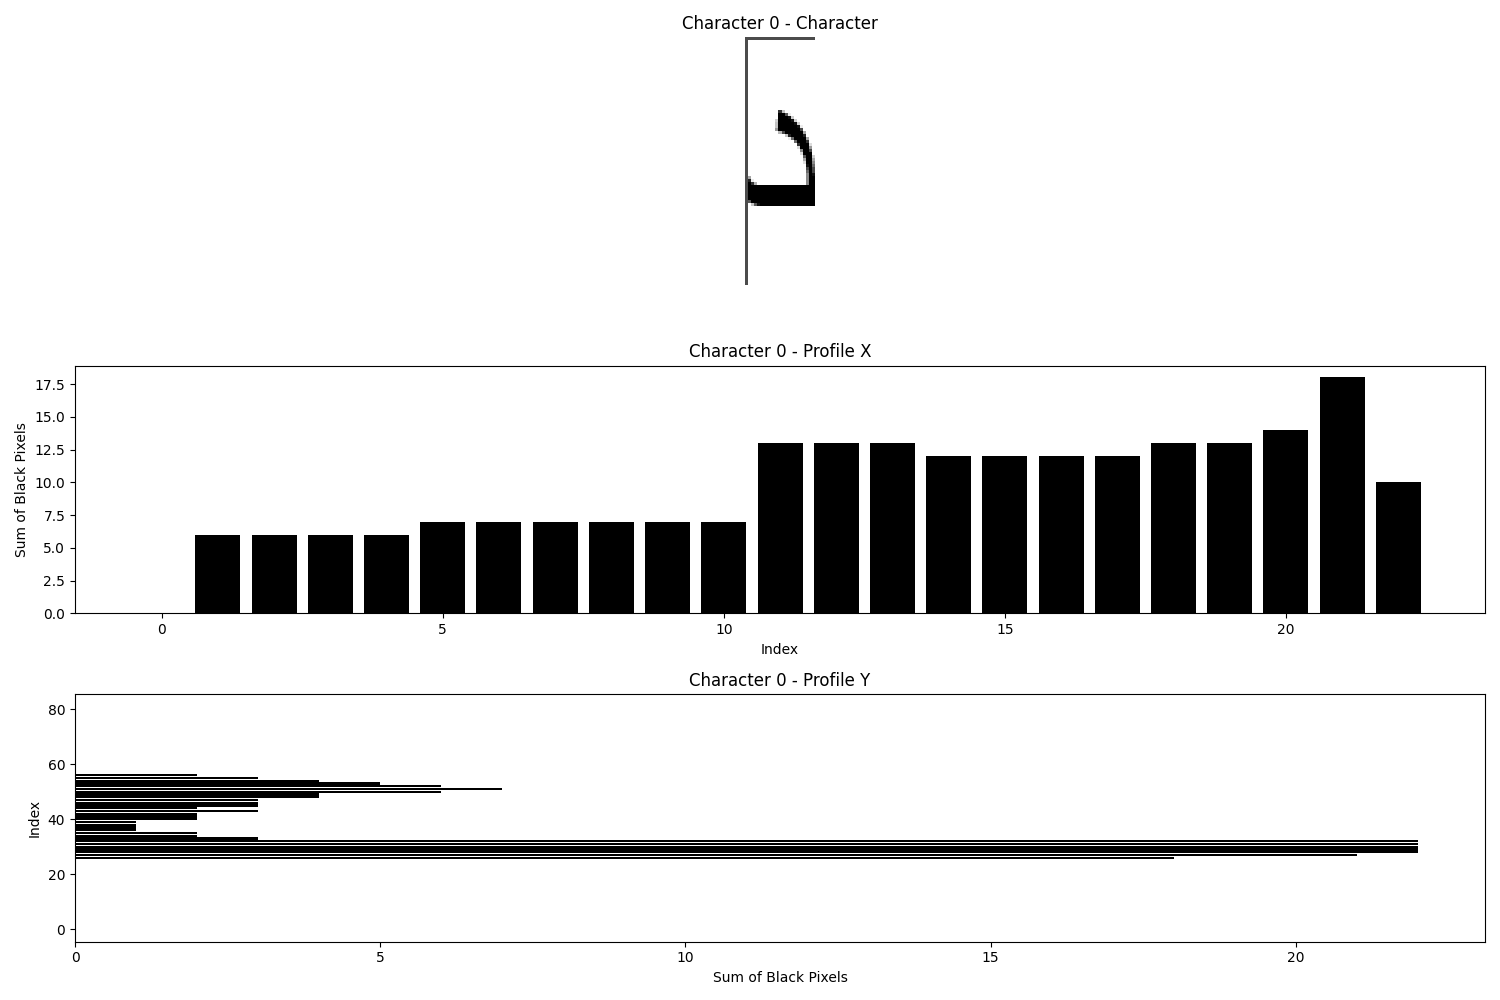 Character 0 - Character
Character 0 - Profile X
Sum of Black Pixels
17.5
15.0
12.5
10.0
7.5
5.0
2.5
0.0
0 5 10 15 20
Index
Character 0 - Profile Y
Index
80
60
40
20
0
0 5 10 15 20
Sum of Black Pixels